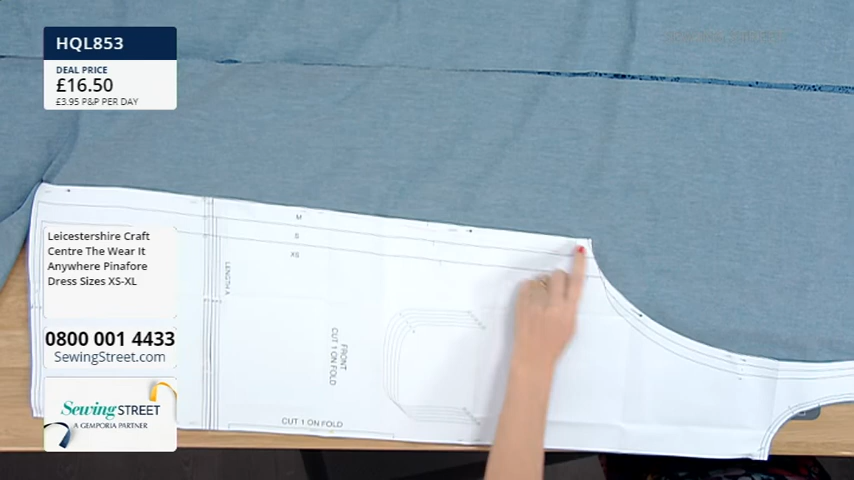 HQL853
DEAL PRICE
£16.50
£3.95 P&P PER DAY
Leicestershire Craft
Centre The Wear It
Anywhere Pinafore
Dress Sizes XS-XL
0800 001 4433
SewingStreet.com
Sewing STREET
A GEMPORIA PARTNER
M
S
XS
LENGTH A
FRONT
CUT 1 ON FOLD
CUT 1 ON FOLD